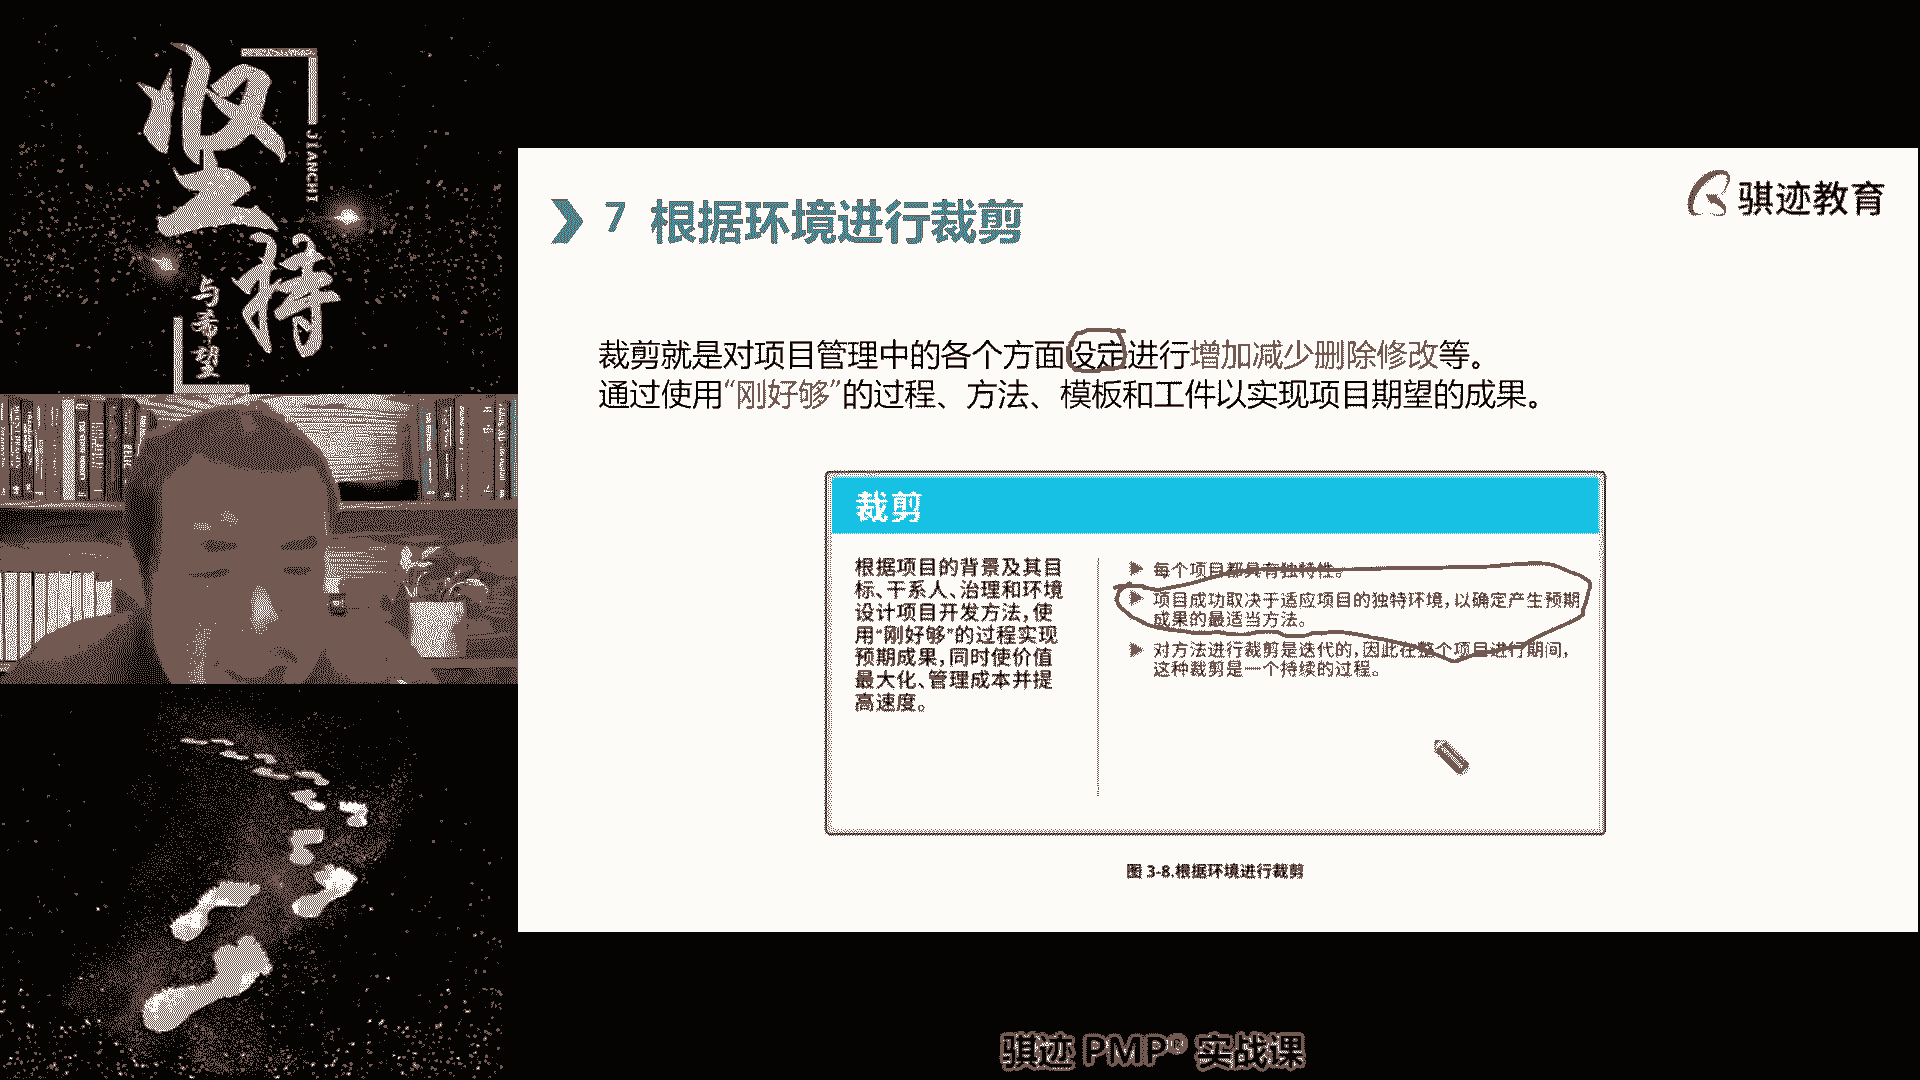 坚持
JIANCHI
与希望
骐迹教育
7 根据环境进行裁剪
裁剪就是对项目管理中的各个方面设定进行增加减少删除修改等。
通过使用“刚好够”的过程、方法、模板和工件以实现项目期望的成果。
裁剪
根据项目的背景及其目
标、干系人、治理和环境
设计项目开发方法,使
用“刚好够”的过程实现
预期成果,同时使价值
最大化、管理成本并提
高速度。
每个项目都具有独特性。
项目成功取决于适应项目的独特环境,以确定产生预期
成果的最适当方法。
对方法进行裁剪是迭代的,因此在整个项目进行期间,
这种裁剪是一个持续的过程。
图 3-8.根据环境进行裁剪
骐迹 PMP® 实战课